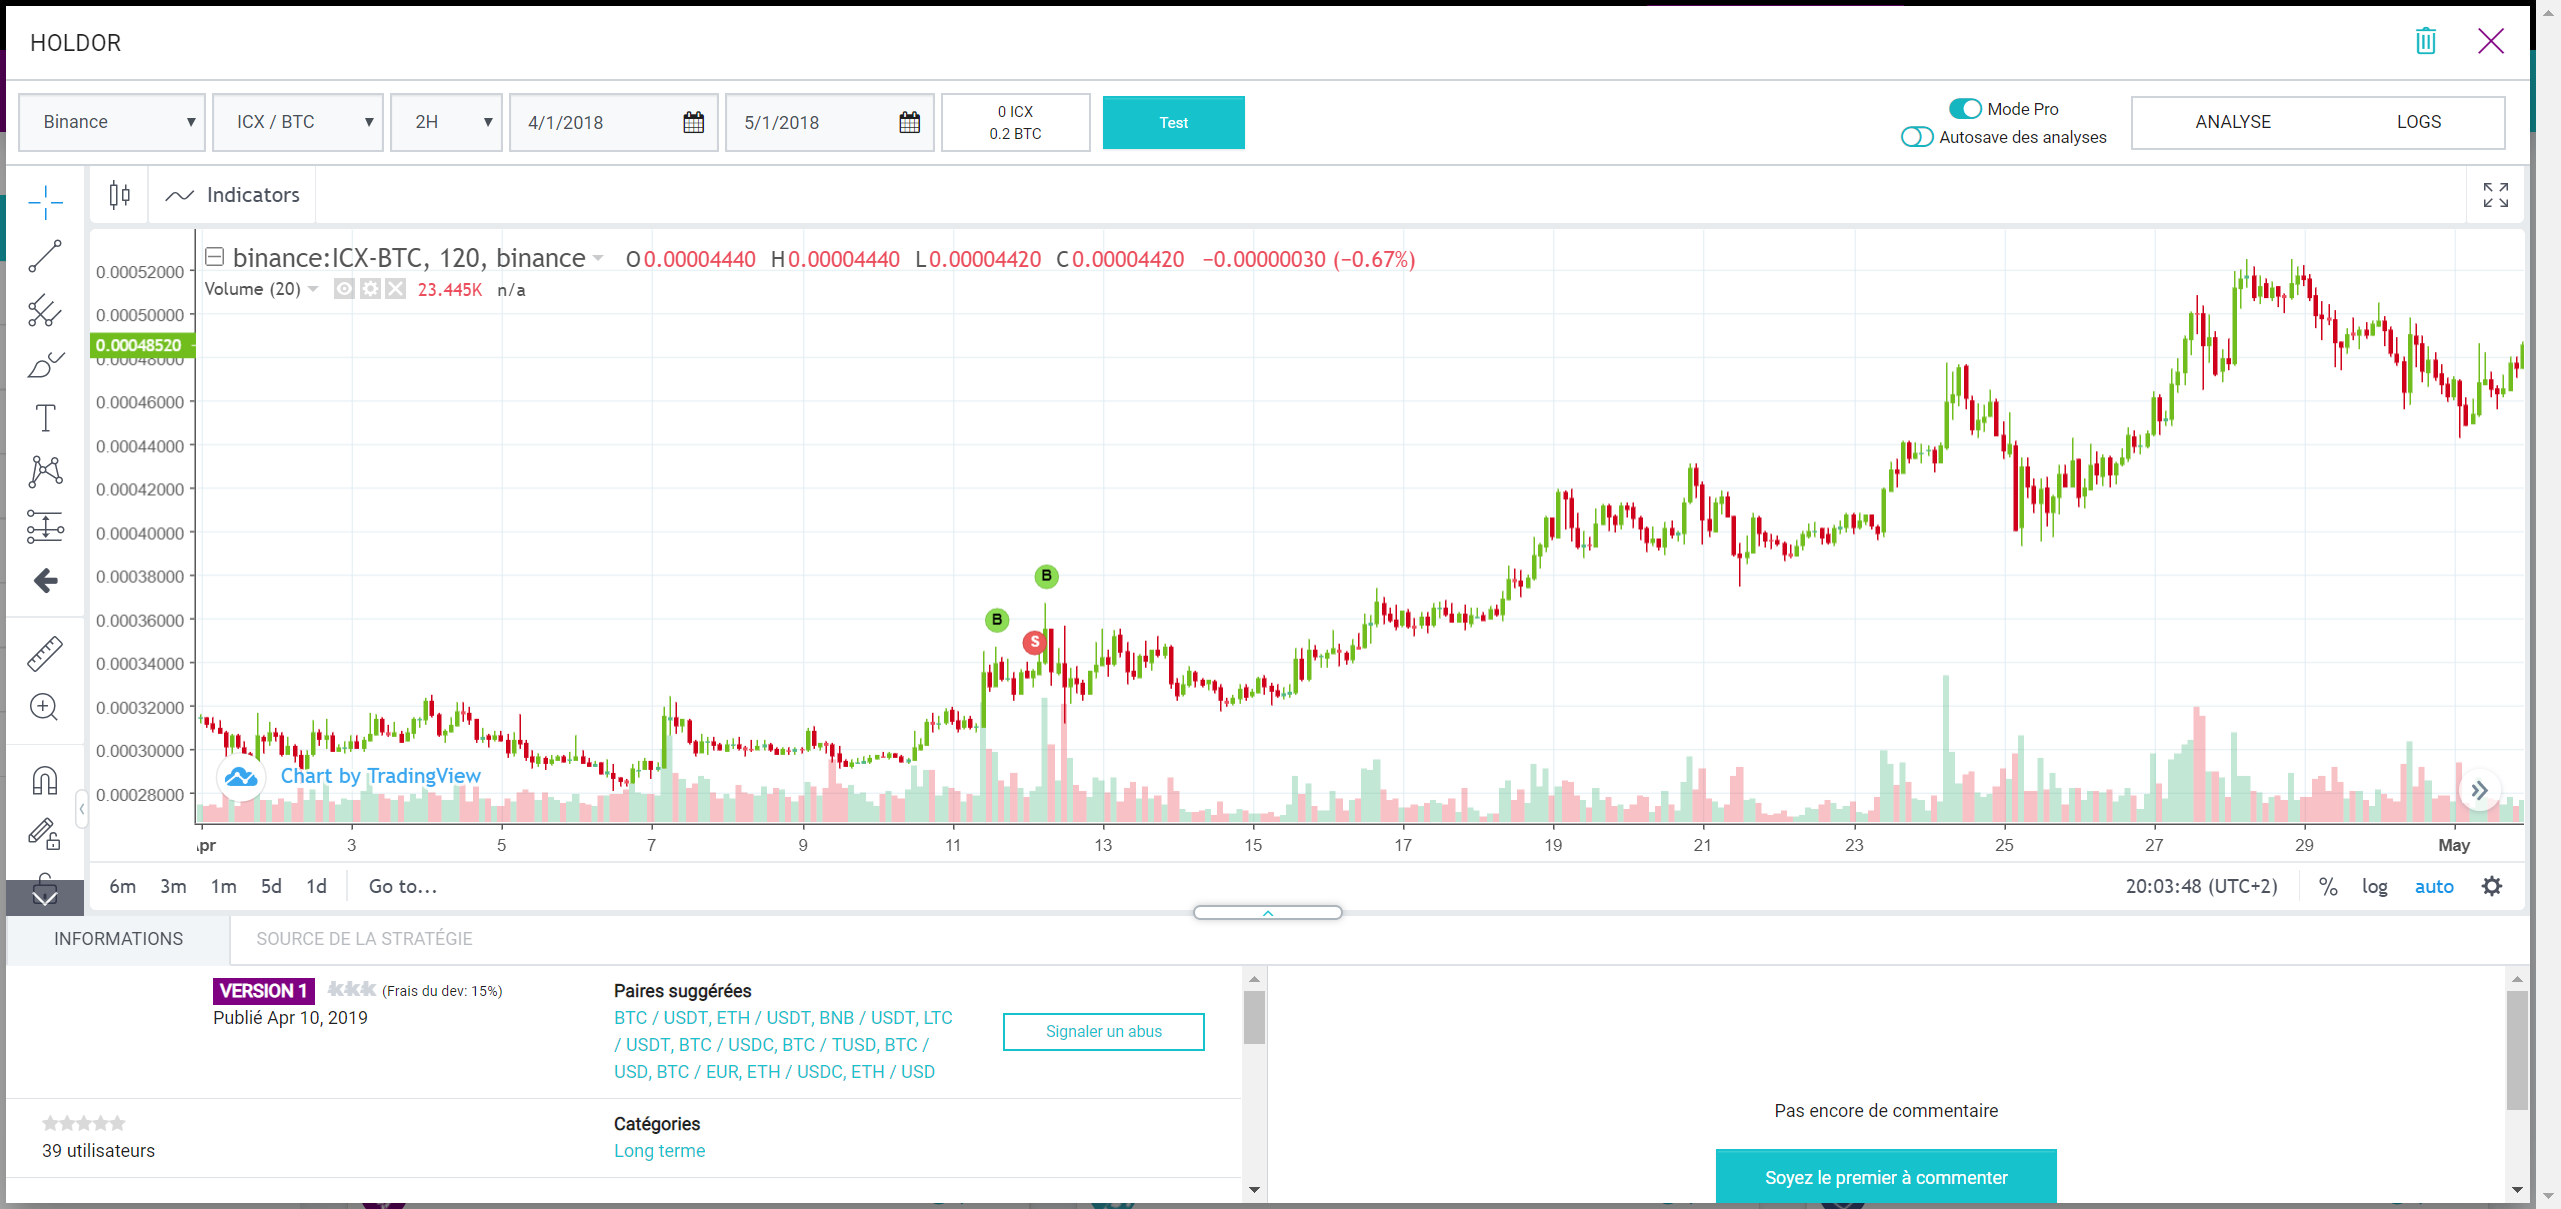 HOLDOR
Binance
ICX / BTC
2H
4/1/2018
5/1/2018
0 ICX
0.2 BTC
Test
Mode Pro
Autosave des analyses
ANALYSE
LOGS
Indicators
binance:ICX-BTC, 120, binance O0.00004440 H0.00004440 L0.00004420 C0.00004420 −0.00000030 (−0.67%)
Volume (20) 23.445K n/a
0.00052000
0.00050000
0.00048520
0.00048000
0.00046000
0.00044000
0.00042000
0.00040000
0.00038000
0.00036000
0.00034000
0.00032000
0.00030000
0.00028000
B
B
S
Chart by TradingView
pr 3 5 7 9 11 13 15 17 19 21 23 25 27 29 May
6m 3m 1m 5d 1d Go to...
20:03:48 (UTC+2) % log auto
INFORMATIONS
SOURCE DE LA STRATÉGIE
VERSION 1 (Frais du dev: 15%)
Publié Apr 10, 2019
Paires suggérées
BTC / USDT, ETH / USDT, BNB / USDT, LTC
/ USDT, BTC / USDC, BTC / TUSD, BTC /
USD, BTC / EUR, ETH / USDC, ETH / USD
Signaler un abus
39 utilisateurs
Catégories
Long terme
Pas encore de commentaire
Soyez le premier à commenter